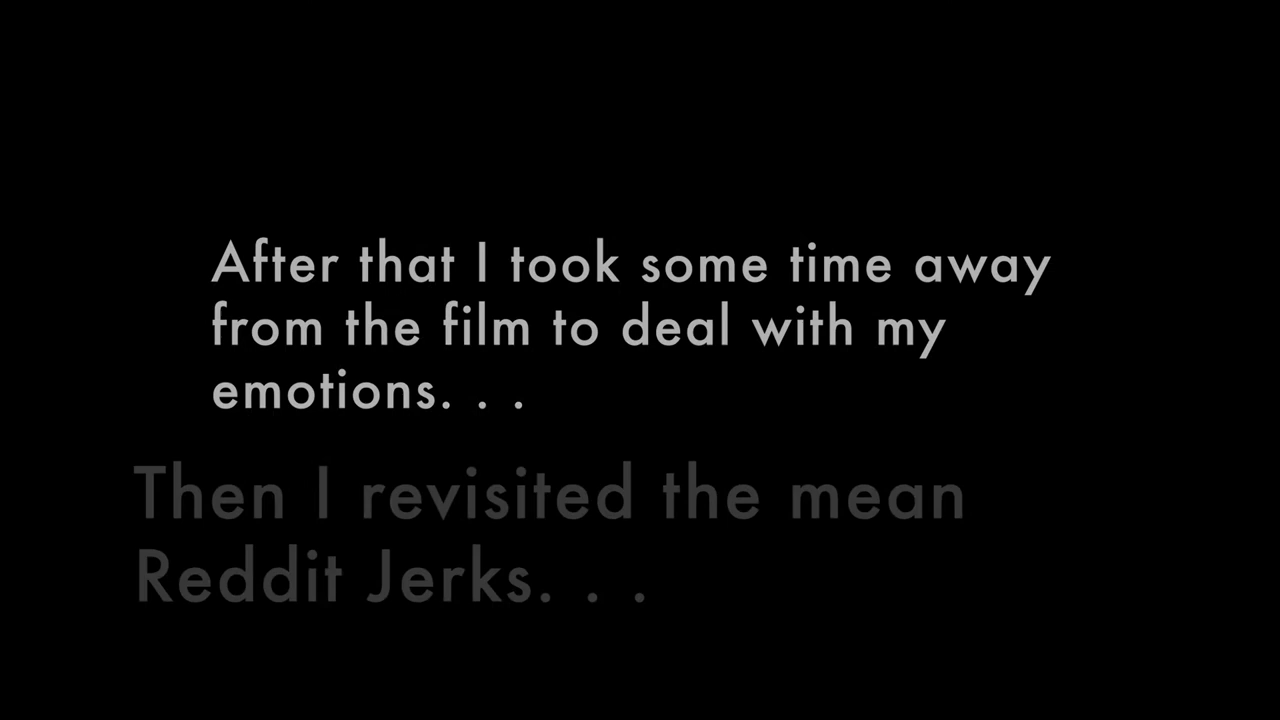 After that I took some time away
from the film to deal with my
emotions. . .
Then I revisited the mean
Reddit Jerks. . .